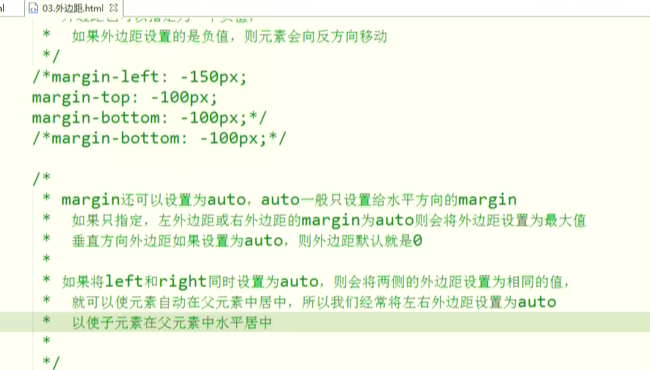 03.外边距.html
* 如果外边距设置的是负值，则元素会向反方向移动
*/
/*margin-left: -150px;
margin-top: -100px;
margin-bottom: -100px;*/
/*margin-bottom: -100px;*/
/*
* margin还可以设置为auto，auto一般只设置给水平方向的margin
* 如果只指定，左外边距或右外边距的margin为auto则会将外边距设置为最大值
* 垂直方向外边距如果设置为auto，则外边距默认就是0
*
* 如果将left和right同时设置为auto，则会将两侧的外边距设置为相同的值，
* 就可以使元素自动在父元素中居中，所以我们经常将左右外边距设置为auto
* 以使子元素在父元素中水平居中
*
*/